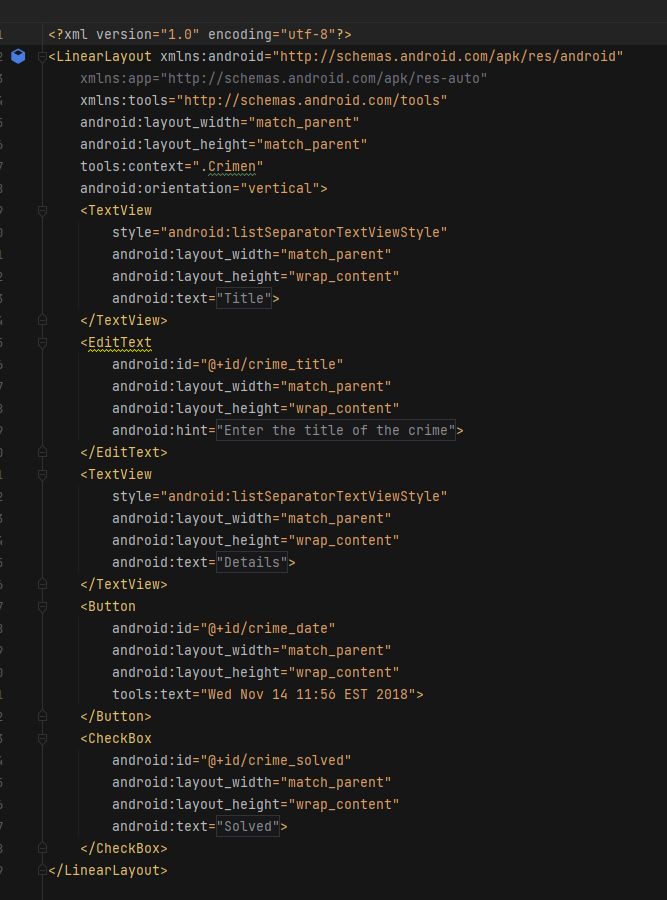 <?xml version="1.0" encoding="utf-8"?>
<LinearLayout xmlns:android="http://schemas.android.com/apk/res/android"
    xmlns:app="http://schemas.android.com/apk/res-auto"
    xmlns:tools="http://schemas.android.com/tools"
    android:layout_width="match_parent"
    android:layout_height="match_parent"
    tools:context=".Crimen"
    android:orientation="vertical">
    <TextView
        style="android:listSeparatorTextViewStyle"
        android:layout_width="match_parent"
        android:layout_height="wrap_content"
        android:text="Title">
    </TextView>
    <EditText
        android:id="@+id/crime_title"
        android:layout_width="match_parent"
        android:layout_height="wrap_content"
        android:hint="Enter the title of the crime">
    </EditText>
    <TextView
        style="android:listSeparatorTextViewStyle"
        android:layout_width="match_parent"
        android:layout_height="wrap_content"
        android:text="Details">
    </TextView>
    <Button
        android:id="@+id/crime_date"
        android:layout_width="match_parent"
        android:layout_height="wrap_content"
        tools:text="Wed Nov 14 11:56 EST 2018">
    </Button>
    <CheckBox
        android:id="@+id/crime_solved"
        android:layout_width="match_parent"
        android:layout_height="wrap_content"
        android:text="Solved">
    </CheckBox>
</LinearLayout>